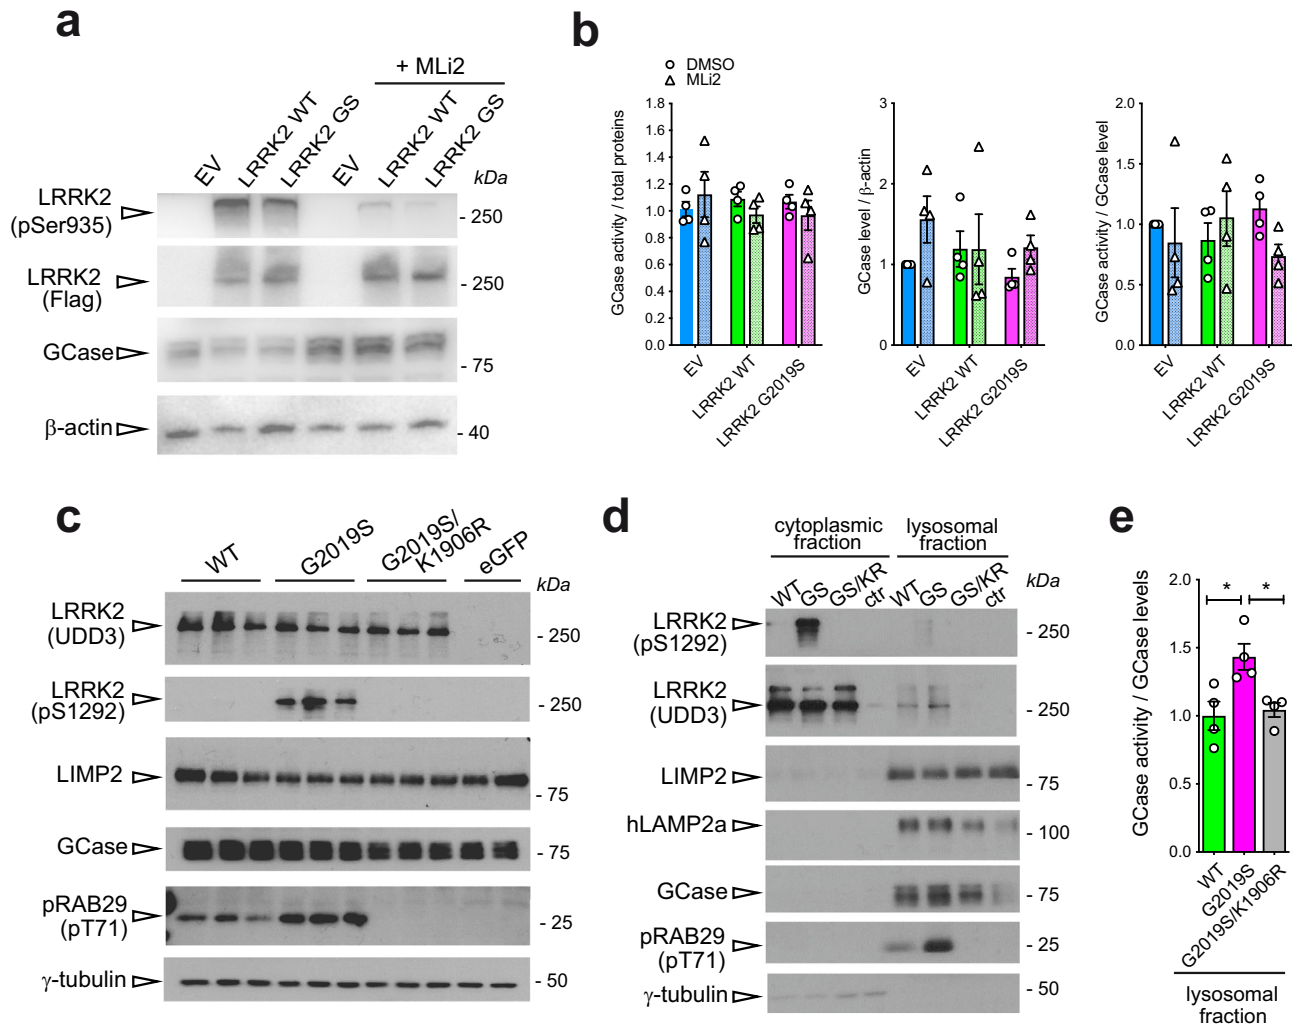 a
+ MLi2
EV
LRRK2 WT
LRRK2 GS
EV
LRRK2 WT
LRRK2 GS
kDa
LRRK2
(pSer935)
- 250
LRRK2
(Flag)
- 250
GCase
- 75
β-actin
- 40
b
DMSO
MLi2
GCase activity / total proteins
1.8
1.6
1.4
1.2
1.0
0.8
0.6
0.4
0.2
0.0
EV
LRRK2 WT
LRRK2 G2019S
GCase level / β-actin
3
2
1
0
EV
LRRK2 WT
LRRK2 G2019S
GCase activity / GCase level
2.0
1.5
1.0
0.5
0.0
EV
LRRK2 WT
LRRK2 G2019S
c
WT
G2019S
G2019S/
K1906R
eGFP
kDa
LRRK2
(UDD3)
- 250
LRRK2
(pS1292)
- 250
LIMP2
- 75
GCase
- 75
pRAB29
(pT71)
- 25
γ-tubulin
- 50
d
cytoplasmic
fraction
lysosomal
fraction
WT
GS
GS/KR
ctr
WT
GS
GS/KR
ctr
kDa
LRRK2
(pS1292)
- 250
LRRK2
(UDD3)
- 250
LIMP2
- 75
hLAMP2a
- 100
GCase
- 75
pRAB29
(pT71)
- 25
γ-tubulin
- 50
e
GCase activity / GCase levels
2.0
1.5
1.0
0.5
0.0
*
*
WT
G2019S
G2019S/K1906R
lysosomal
fraction